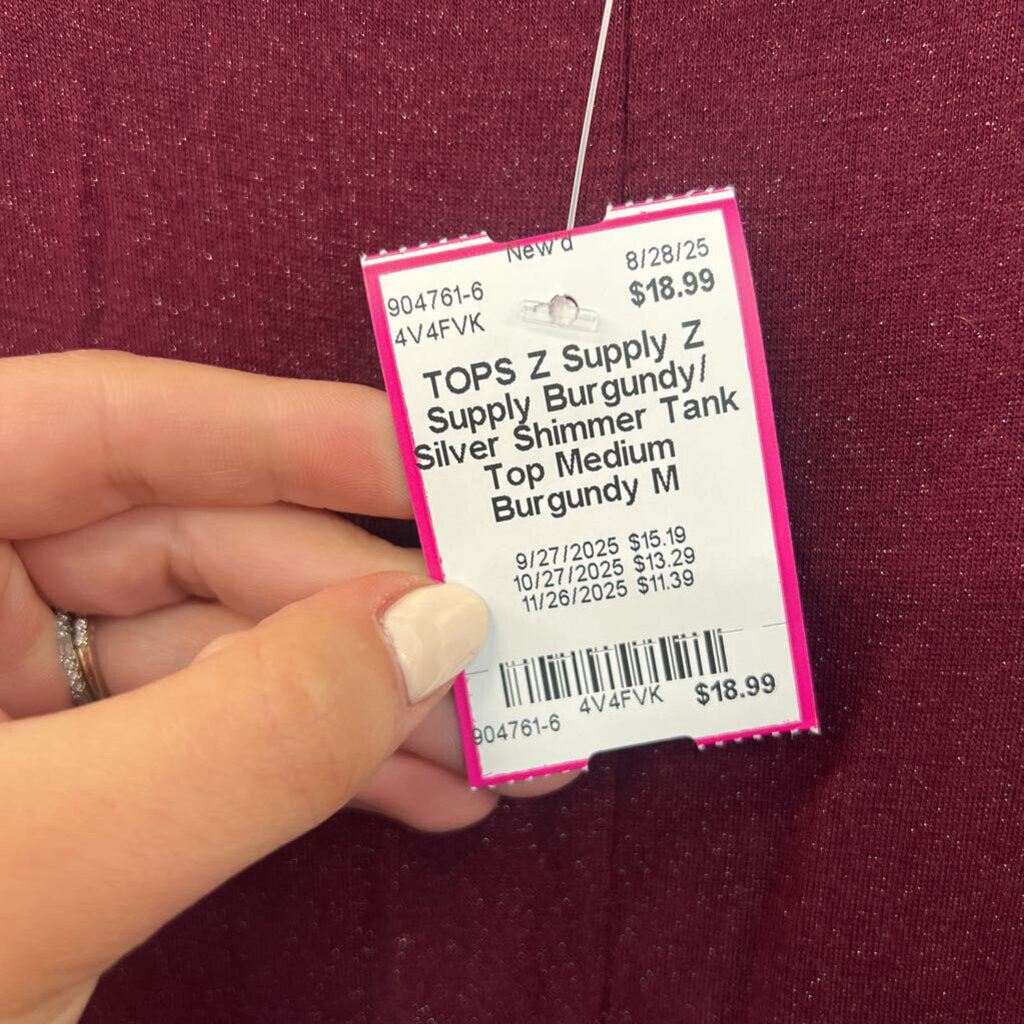 New'd
8/28/25
904761-6
$18.99
4V4FVK
TOPS Z Supply Z
Supply Burgundy/
Silver Shimmer Tank
Top Medium
Burgundy M
9/27/2025 $15.19
10/27/2025 $13.29
11/26/2025 $11.39
4V4FVK
$18.99
904761-6